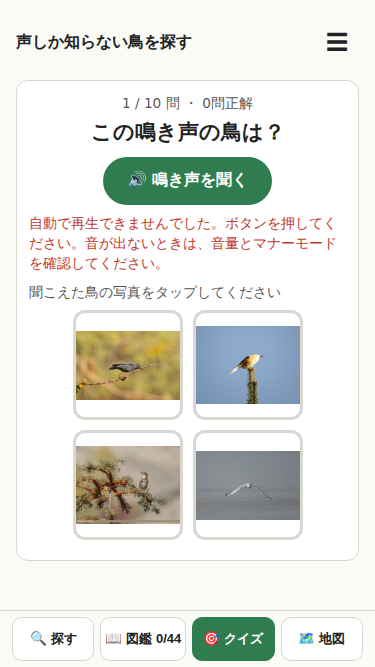 声しか知らない鳥を探す
1 / 10 問 ・ 0問正解
この鳴き声の鳥は？
🔊 鳴き声を聞く
自動で再生できませんでした。ボタンを押してく
ださい。音が出ないときは、音量とマナーモード
を確認してください。
聞こえた鳥の写真をタップしてください
🔍 探す
📖 図鑑 0/44
🎯 クイズ
🗺️ 地図